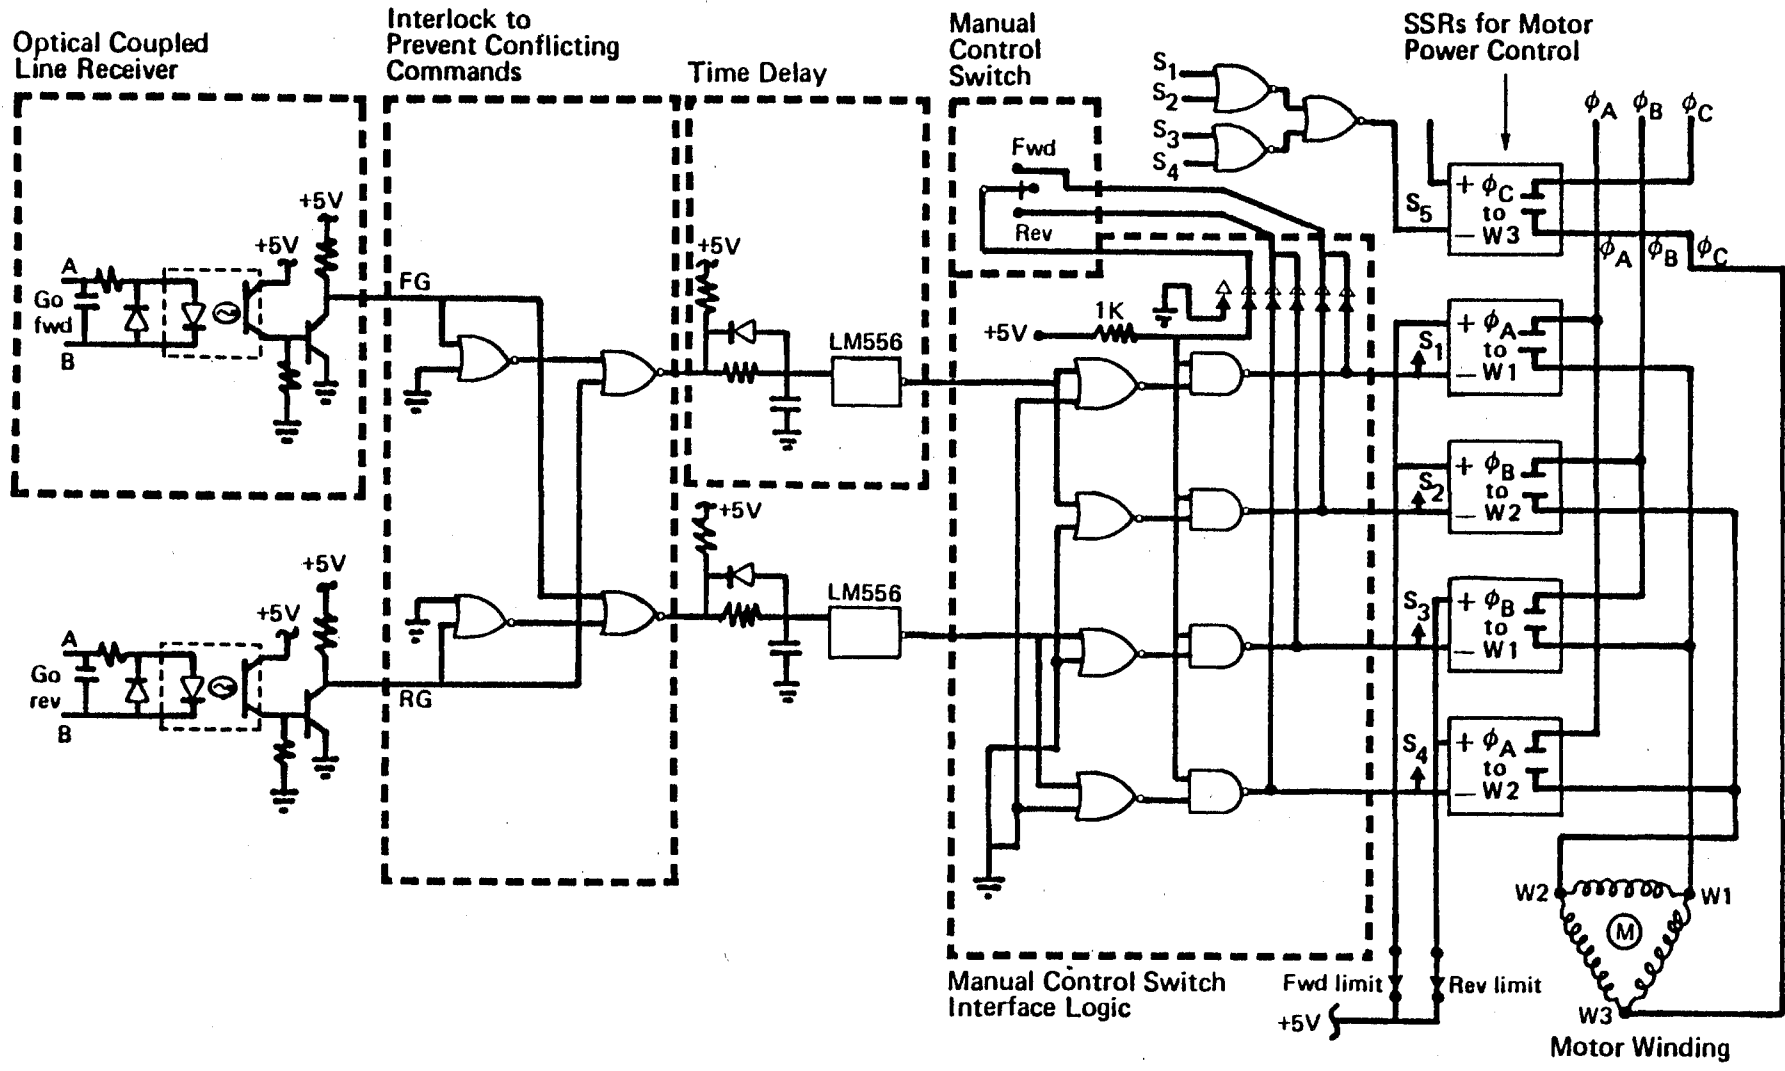 Optical Coupled
Line Receiver
Interlock to
Prevent Conflicting
Commands
Time Delay
Manual
Control
Switch
SSRs for Motor
Power Control
S1
S2
S3
S4
ϕA ϕB ϕC
Fwd
Rev
+5V
+5V
A
Go
fwd
B
FG
+5V
LM556
+5V
1K
S5
+ ϕC
to
− W3
ϕA ϕB ϕC
S1
+ ϕA
to
− W1
S2
+ ϕB
to
− W2
+5V
+5V
A
Go
rev
B
RG
+5V
LM556
S3
+ ϕB
to
− W1
S4
+ ϕA
to
− W2
W2
W1
M
W3
Motor Winding
Fwd limit
Rev limit
+5V
Manual Control Switch
Interface Logic